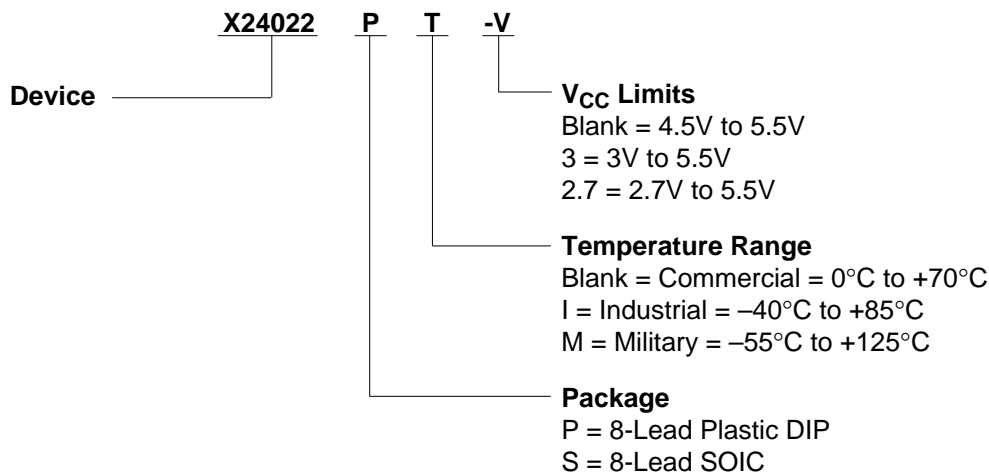 X24022 P T -V
Device
VCC Limits
Blank = 4.5V to 5.5V
3 = 3V to 5.5V
2.7 = 2.7V to 5.5V
Temperature Range
Blank = Commercial = 0°C to +70°C
I = Industrial = –40°C to +85°C
M = Military = –55°C to +125°C
Package
P = 8-Lead Plastic DIP
S = 8-Lead SOIC